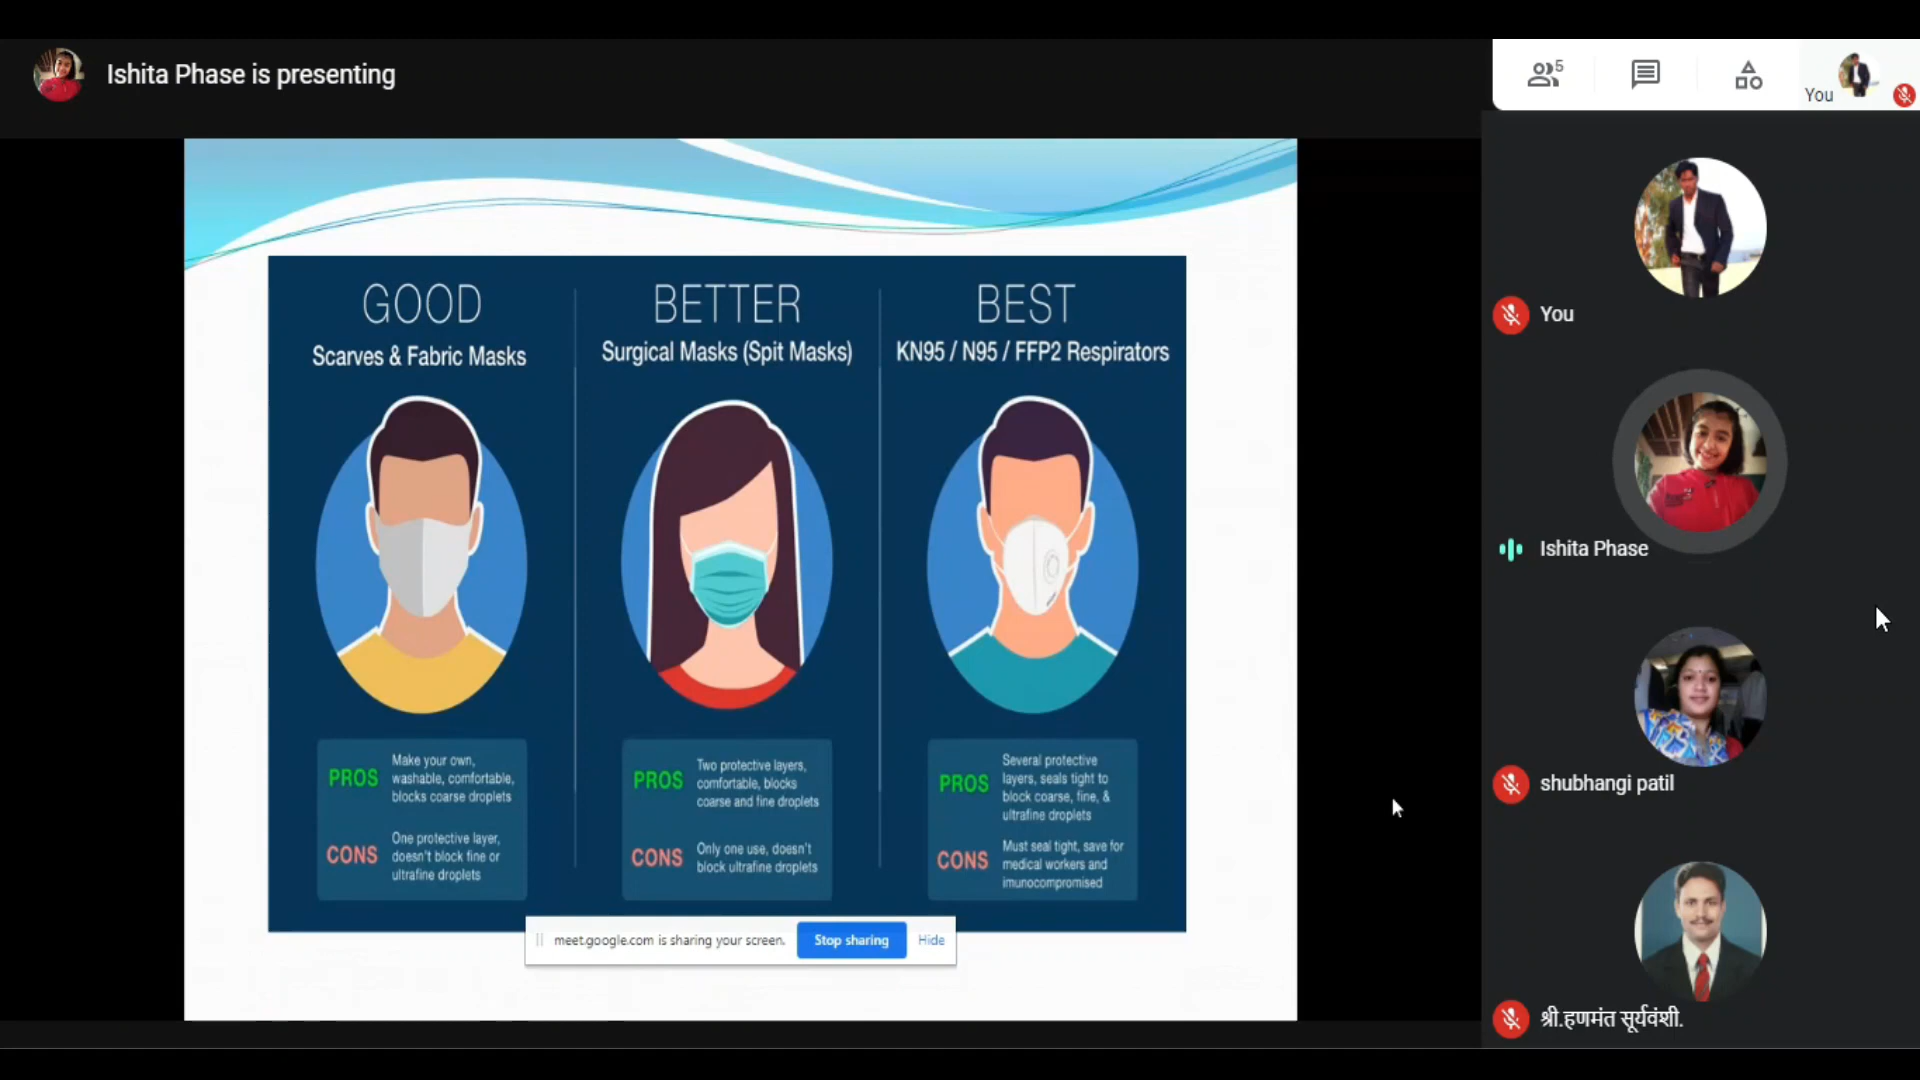 Ishita Phase is presenting
5
You
GOOD
Scarves & Fabric Masks
PROS
Make your own,
washable, comfortable,
blocks coarse droplets
CONS
One protective layer,
doesn't block fine or
ultrafine droplets
BETTER
Surgical Masks (Spit Masks)
PROS
Two protective layers,
comfortable, blocks
coarse and fine droplets
CONS
Only one use, doesn't
block ultrafine droplets
BEST
KN95 / N95 / FFP2 Respirators
PROS
Several protective
layers, seals tight to
block coarse, fine, &
ultrafine droplets
CONS
Must seal tight, save for
medical workers and
imunocompromised
meet.google.com is sharing your screen.
Stop sharing
Hide
You
Ishita Phase
shubhangi patil
श्री.हणमंत सूर्यवंशी.